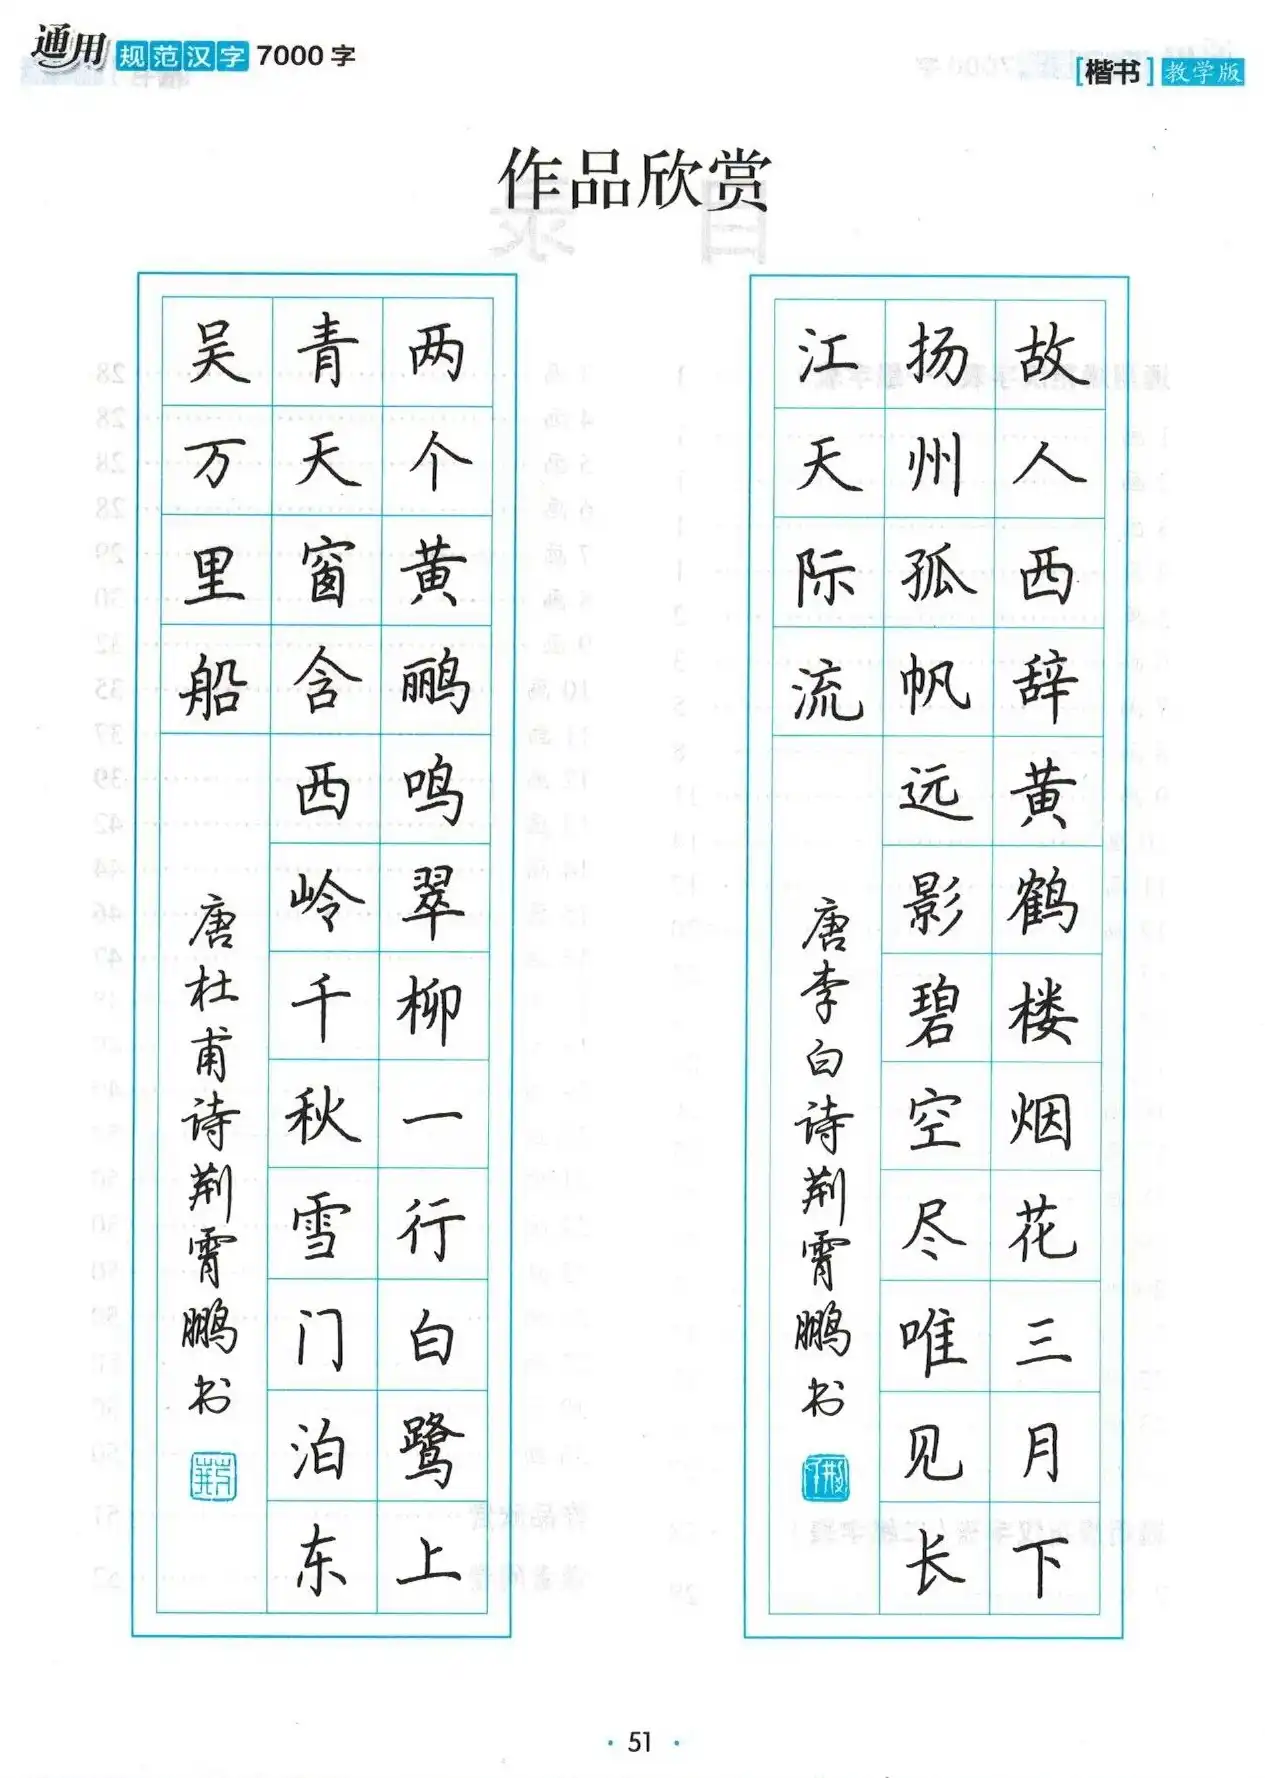 通用规范汉字7000字
[楷书]教学版
作品欣赏
故人西辞黄鹤楼烟花三月下
扬州孤帆远影碧空尽唯见长
江天际流
唐李白诗荆霄鹏书
两个黄鹂鸣翠柳一行白鹭上
青天窗含西岭千秋雪门泊东
吴万里船
唐杜甫诗荆霄鹏书
51